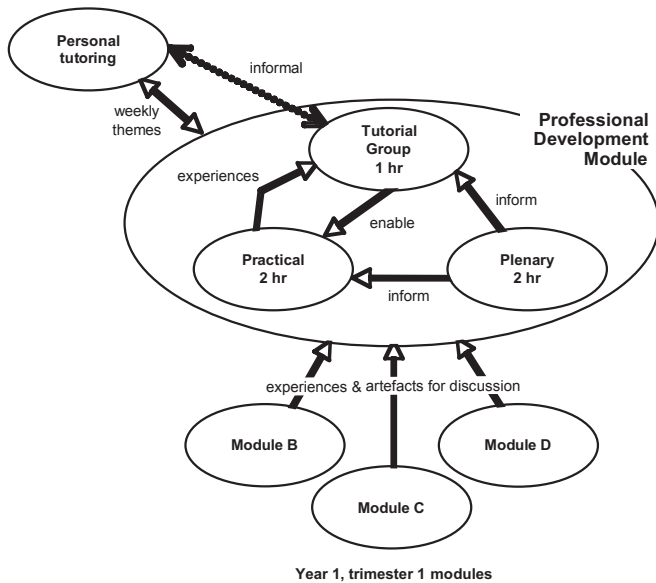 Personal
tutoring
informal
weekly
themes
Professional
Development
Module
Tutorial
Group
1 hr
experiences
inform
enable
Practical
2 hr
Plenary
2 hr
inform
experiences & artefacts for discussion
Module B
Module D
Module C
Year 1, trimester 1 modules